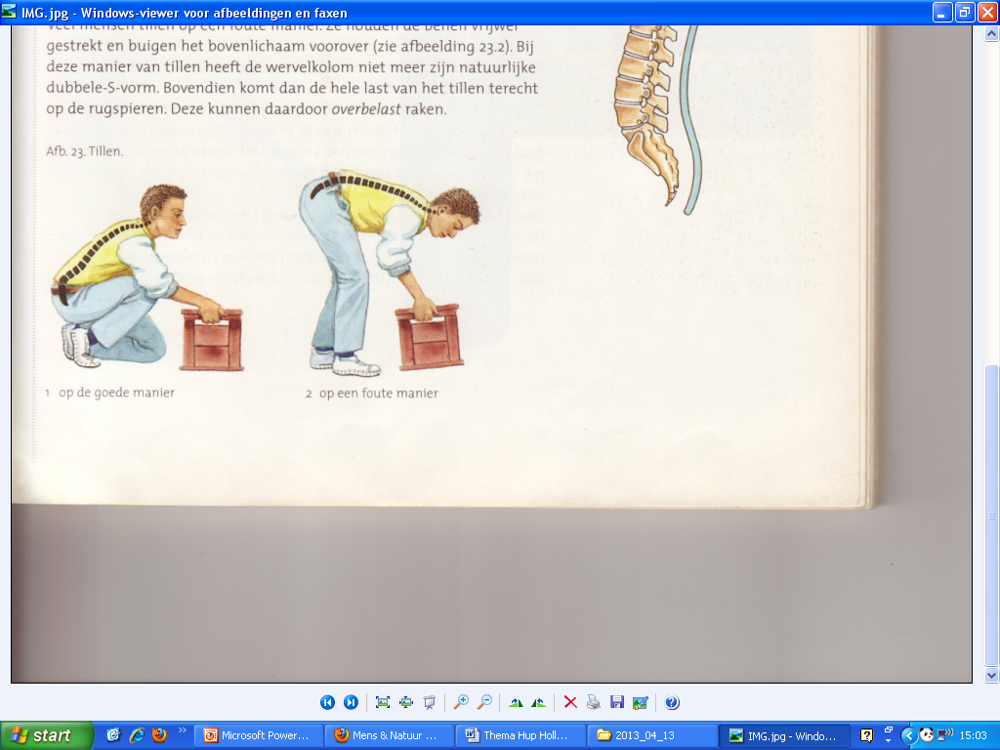 IMG.jpg - Windows-viewer voor afbeeldingen en faxen
veel mensen tillen op een foute manier. Ze houden de benen vrijwel
gestrekt en buigen het bovenlichaam voorover (zie afbeelding 23.2). Bij
deze manier van tillen heeft de wervelkolom niet meer zijn natuurlijke
dubbele-S-vorm. Bovendien komt dan de hele last van het tillen terecht
op de rugspieren. Deze kunnen daardoor overbelast raken.
Afb. 23. Tillen.
1 op de goede manier
2 op een foute manier
start
Microsoft Power...
Mens & Natuur ...
Thema Hup Holl...
2013_04_13
IMG.jpg - Windo...
15:03